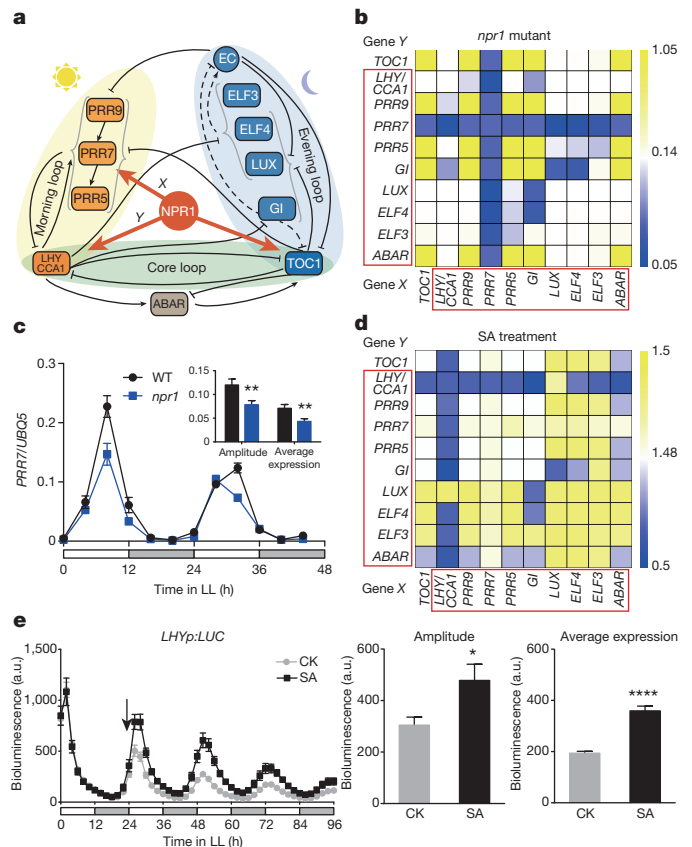 a
EC
PRR9
ELF3
PRR7
ELF4
PRR5
LUX
GI
Morning loop
Evening loop
X
Y
NPR1
LHY
CCA1
Core loop
TOC1
ABAR
b
npr1 mutant
Gene Y
TOC1
LHY/
CCA1
PRR9
PRR7
PRR5
GI
LUX
ELF4
ELF3
ABAR
Gene X
TOC1
LHY/
CCA1
PRR9
PRR7
PRR5
GI
LUX
ELF4
ELF3
ABAR
1.05
0.14
0.05
c
PRR7/UBQ5
0.3
0.2
0.1
0
WT
npr1
0.15
0.10
0.05
0
**
**
Amplitude
Average
expression
0 12 24 36 48
Time in LL (h)
d
SA treatment
Gene Y
TOC1
LHY/
CCA1
PRR9
PRR7
PRR5
GI
LUX
ELF4
ELF3
ABAR
Gene X
TOC1
LHY/
CCA1
PRR9
PRR7
PRR5
GI
LUX
ELF4
ELF3
ABAR
1.5
1.48
0.5
e
LHYp:LUC
Bioluminescence (a.u.)
1,500
1,000
500
0
CK
SA
0 12 24 36 48 60 72 84 96
Time in LL (h)
Amplitude
Bioluminescence (a.u.)
600
400
200
0
*
CK
SA
Average expression
Bioluminescence (a.u.)
600
400
200
0
****
CK
SA